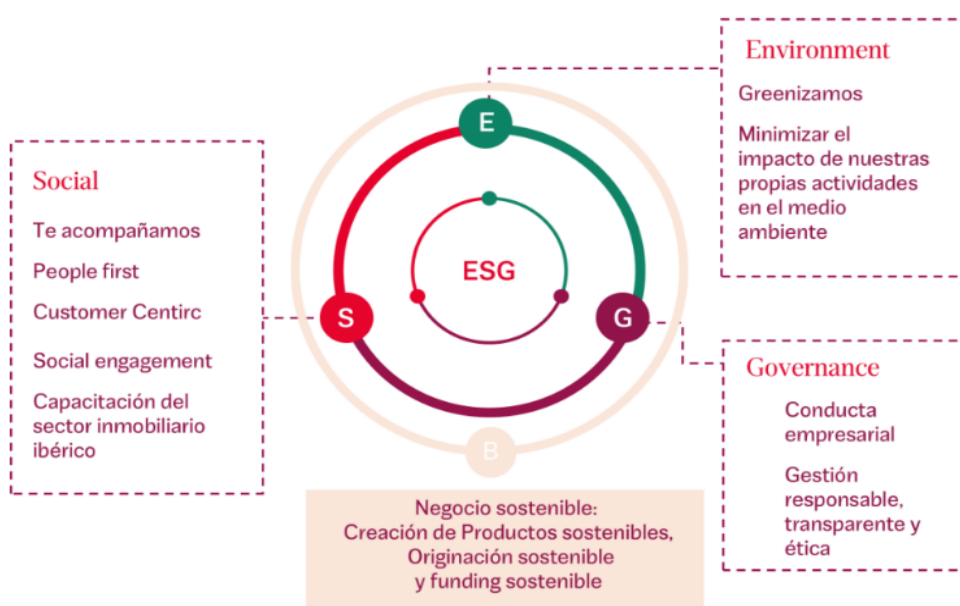 Environment
Greenizamos
Minimizar el
impacto de nuestras
propias actividades
en el medio
ambiente
E
Social
Te acompañamos
People first
Customer Centirc
Social engagement
Capacitación del
sector inmobiliario
ibérico
ESG
S
G
Governance
Conducta
empresarial
Gestión
responsable,
transparente y
ética
B
Negocio sostenible:
Creación de Productos sostenibles,
Originación sostenible
y funding sostenible